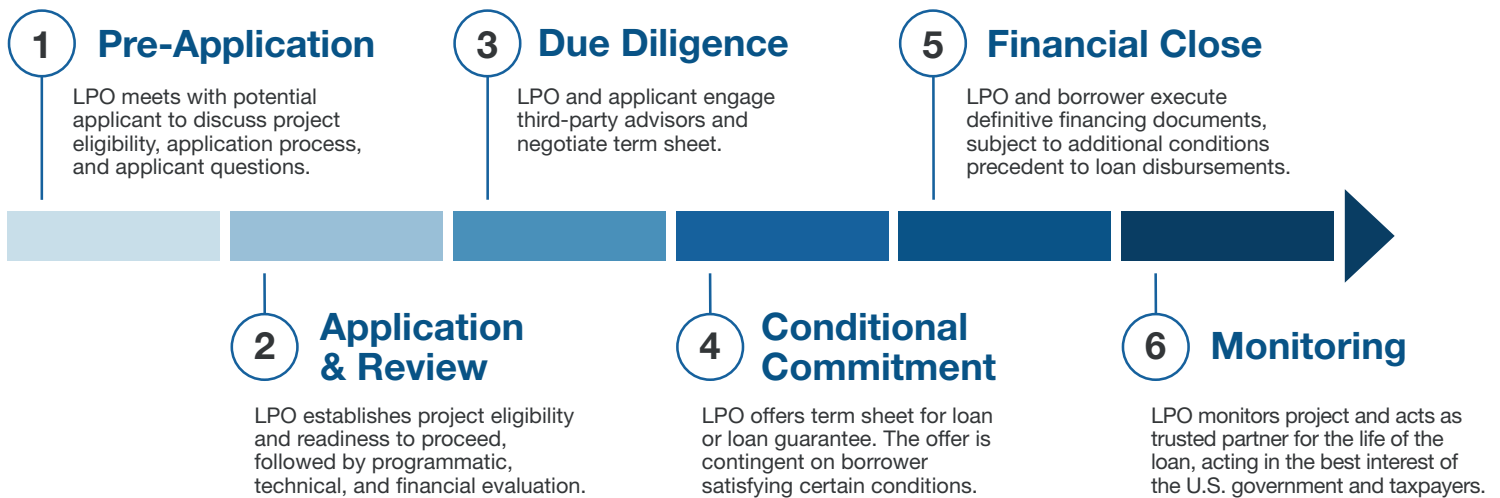 1
Pre-Application
LPO meets with potential
applicant to discuss project
eligibility, application process,
and applicant questions.
2
Application
& Review
LPO establishes project eligibility
and readiness to proceed,
followed by programmatic,
technical, and financial evaluation.
3
Due Diligence
LPO and applicant engage
third-party advisors and
negotiate term sheet.
4
Conditional
Commitment
LPO offers term sheet for loan
or loan guarantee. The offer is
contingent on borrower
satisfying certain conditions.
5
Financial Close
LPO and borrower execute
definitive financing documents,
subject to additional conditions
precedent to loan disbursements.
6
Monitoring
LPO monitors project and acts as
trusted partner for the life of the
loan, acting in the best interest of
the U.S. government and taxpayers.